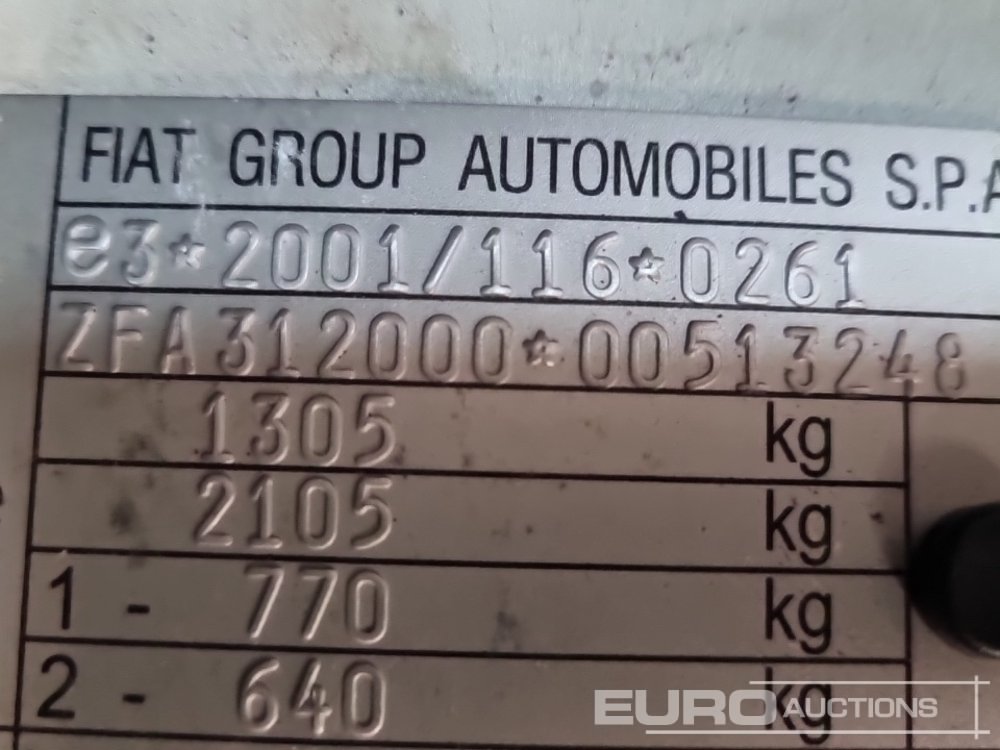 FIAT GROUP AUTOMOBILES S.P.A
e3*2001/116*0261
ZFA312000*00513248
1305 kg
2105 kg
1 - 770 kg
2 - 640 kg
EURO AUCTIONS